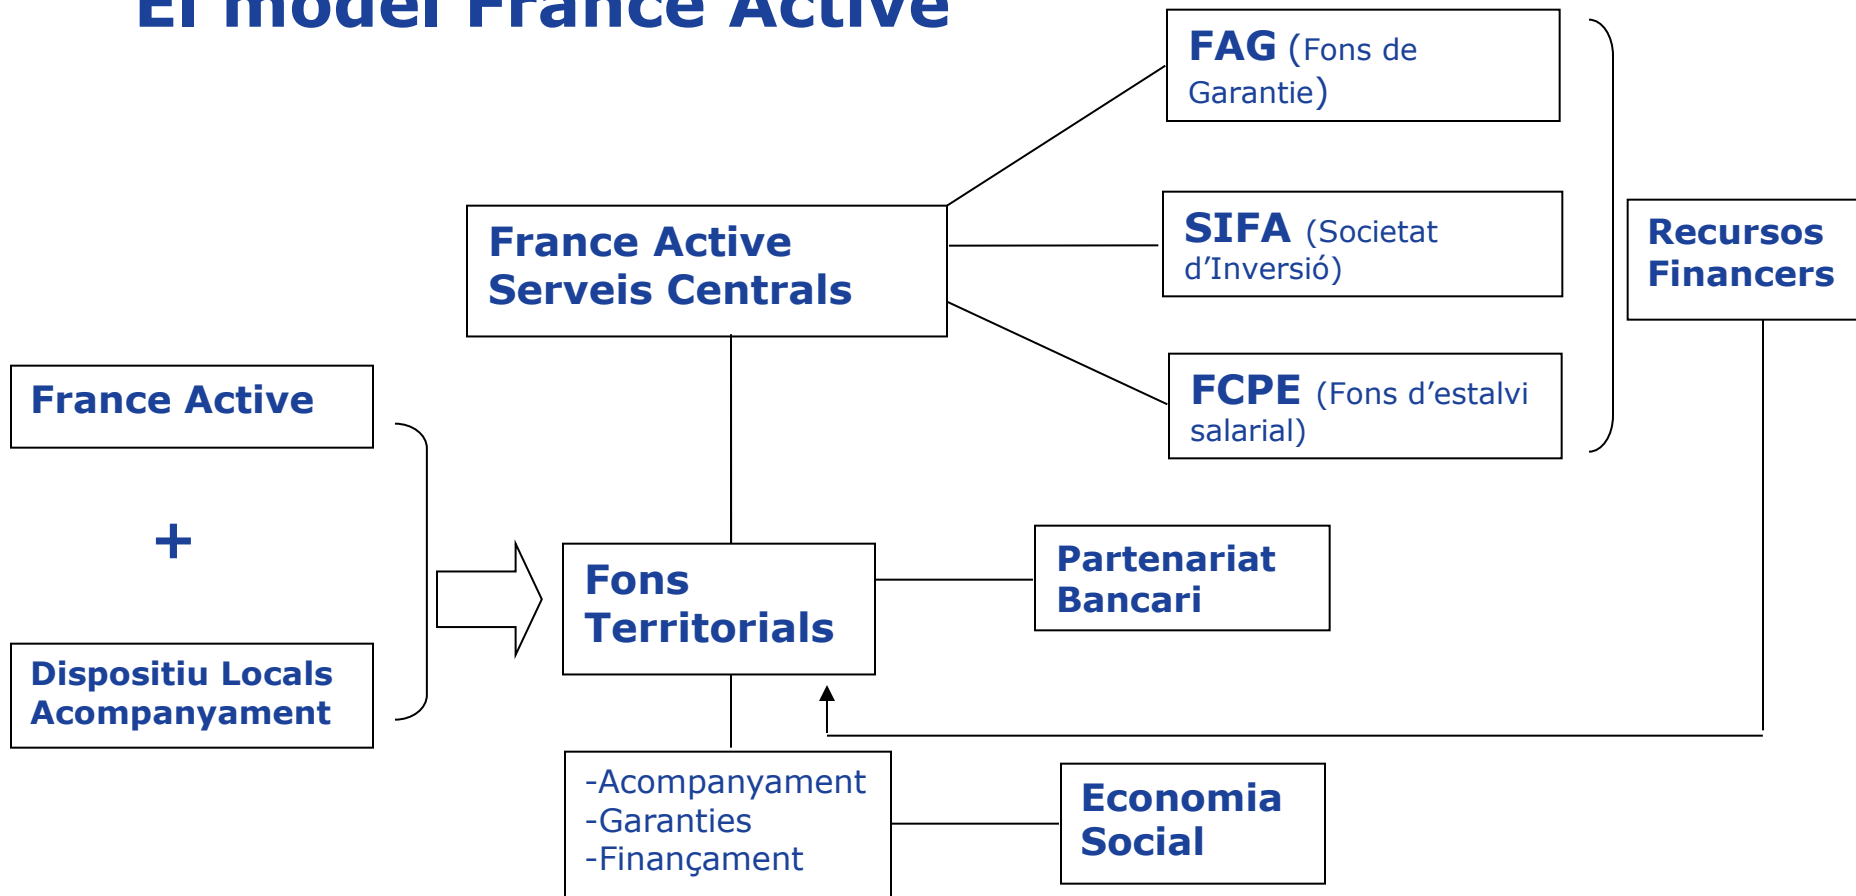 El model France Active
FAG (Fons de
Garantie)
France Active
Serveis Centrals
SIFA (Societat
d’Inversió)
Recursos
Financers
FCPE (Fons d’estalvi
salarial)
France Active
+
Dispositiu Locals
Acompanyament
Fons
Territorials
Partenariat
Bancari
-Acompanyament
-Garanties
-Finançament
Economia
Social